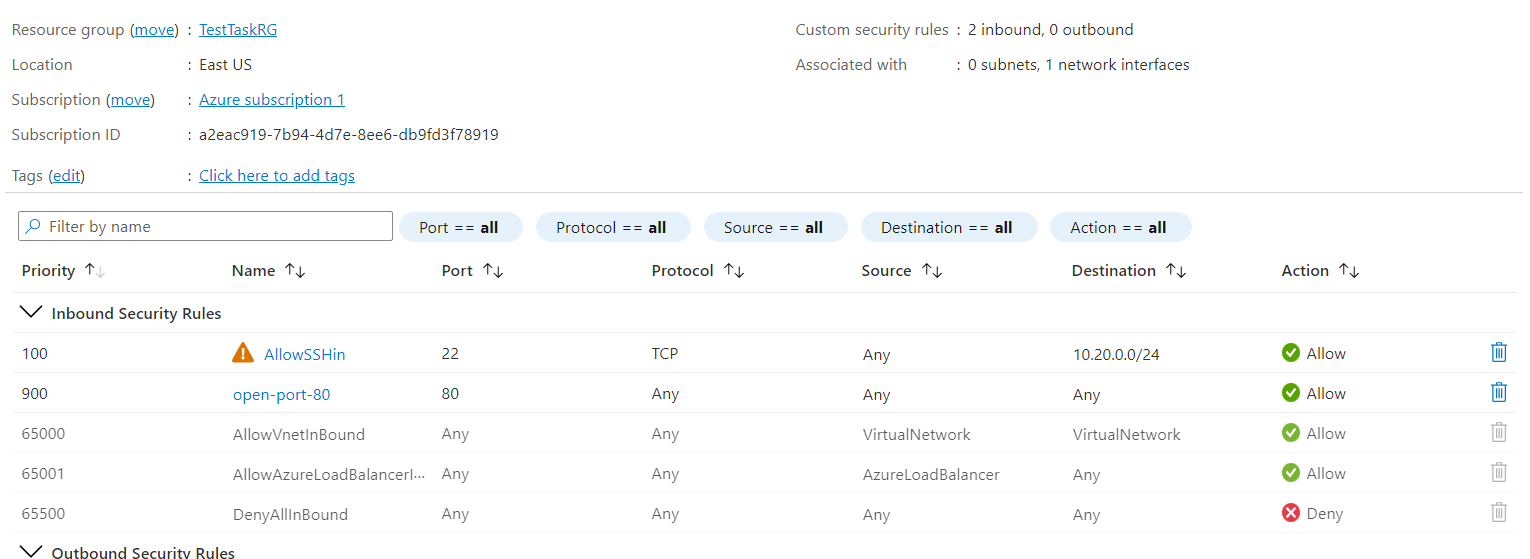 Resource group (move) : TestTaskRG Custom security rules : 2 inbound, 0 outbound
Location : East US Associated with : 0 subnets, 1 network interfaces
Subscription (move) : Azure subscription 1
Subscription ID : a2eac919-7b94-4d7e-8ee6-db9fd3f78919
Tags (edit) : Click here to add tags
Filter by name Port == all Protocol == all Source == all Destination == all Action == all
Priority Name Port Protocol Source Destination Action
Inbound Security Rules
100 AllowSSHin 22 TCP Any 10.20.0.0/24 Allow
900 open-port-80 80 Any Any Any Allow
65000 AllowVnetInBound Any Any VirtualNetwork VirtualNetwork Allow
65001 AllowAzureLoadBalancerI... Any Any AzureLoadBalancer Any Allow
65500 DenyAllInBound Any Any Any Any Deny
Outbound Security Rules